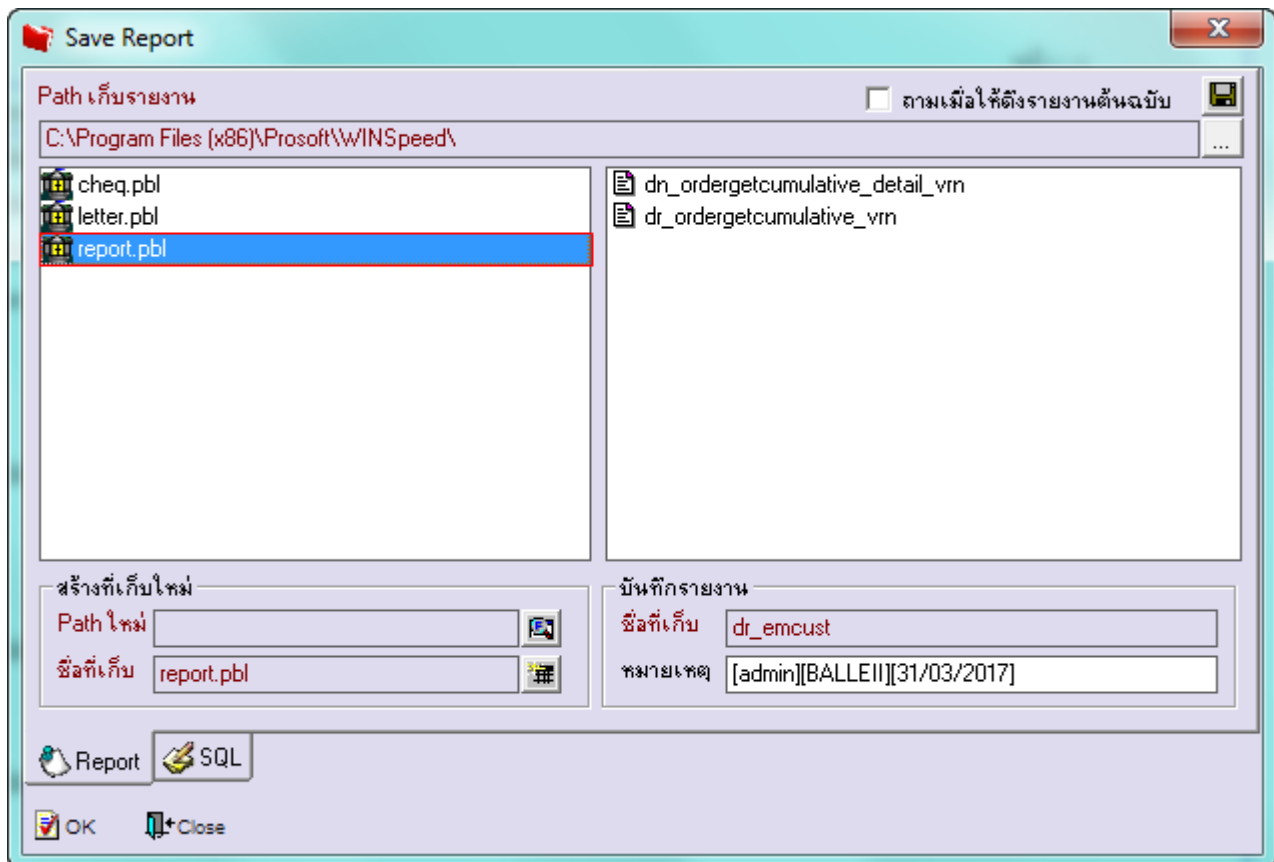 Save Report
Path เก็บรายงาน
ถามเมื่อให้ดึงรายงานต้นฉบับ
C:\Program Files (x86)\Prosoft\WINSpeed\
...
cheq.pbl
letter.pbl
report.pbl
dn_ordergetcumulative_detail_vrn
dr_ordergetcumulative_vrn
สร้างที่เก็บใหม่
Path ใหม่
ชื่อที่เก็บ report.pbl
บันทึกรายงาน
ชื่อที่เก็บ dr_emcust
หมายเหตุ [admin][BALLEII][31/03/2017]
Report SQL
OK Close